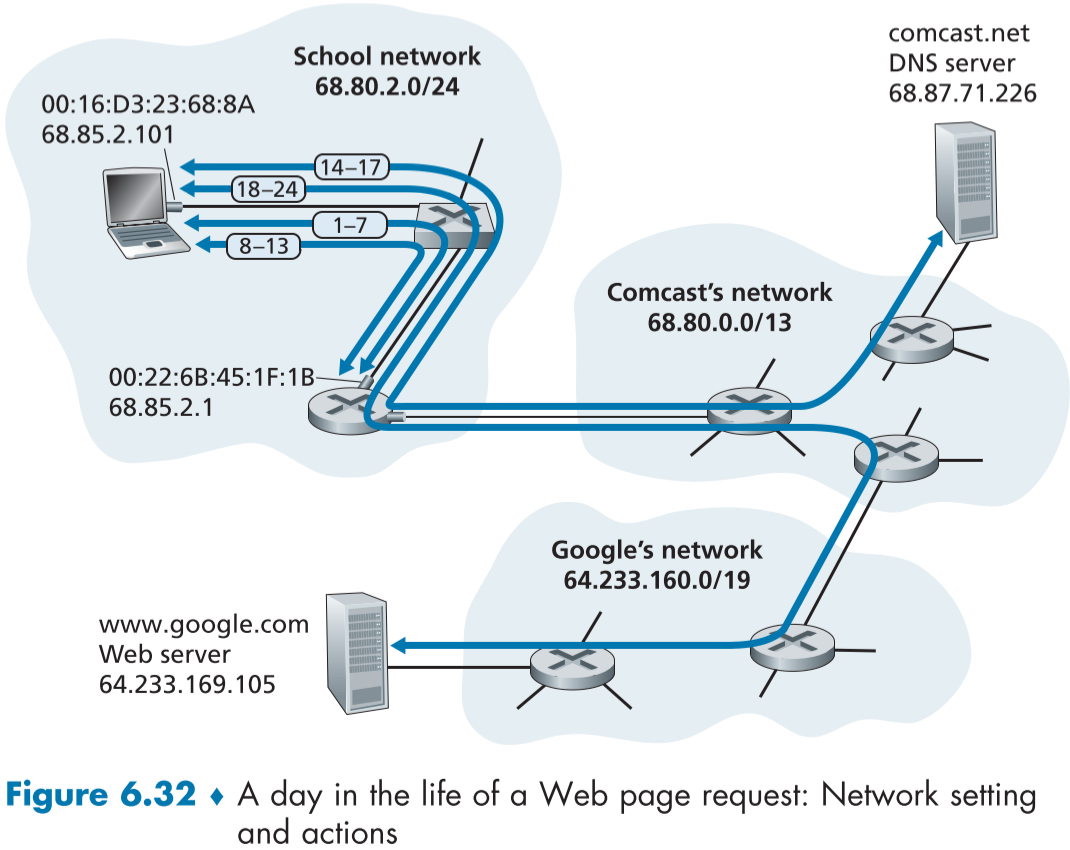 School network
68.80.2.0/24
comcast.net
DNS server
68.87.71.226
00:16:D3:23:68:8A
68.85.2.101
14–17
18–24
1–7
8–13
Comcast’s network
68.80.0.0/13
00:22:6B:45:1F:1B
68.85.2.1
Google’s network
64.233.160.0/19
www.google.com
Web server
64.233.169.105
Figure 6.32 ♦ A day in the life of a Web page request: Network setting
and actions